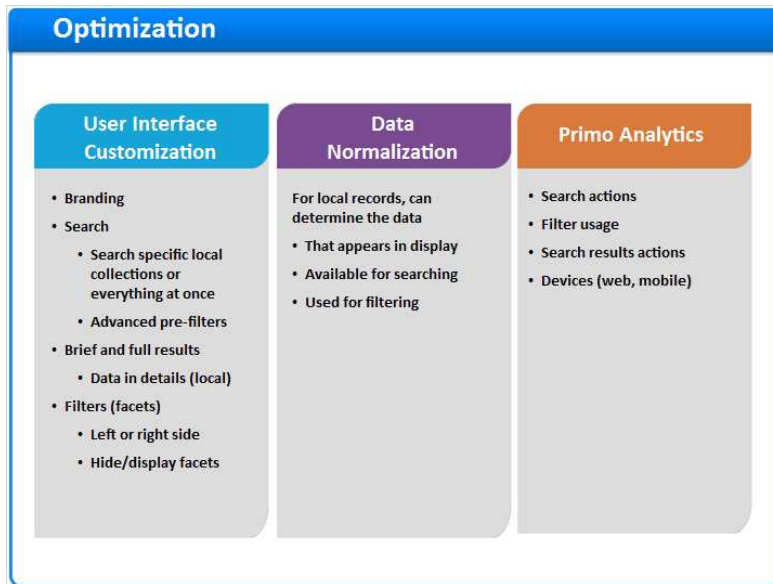 Optimization
User Interface
Customization
• Branding
• Search
• Search specific local
collections or
everything at once
• Advanced pre-filters
• Brief and full results
• Data in details (local)
• Filters (facets)
• Left or right side
• Hide/display facets
Data
Normalization
For local records, can
determine the data
• That appears in display
• Available for searching
• Used for filtering
Primo Analytics
• Search actions
• Filter usage
• Search results actions
• Devices (web, mobile)